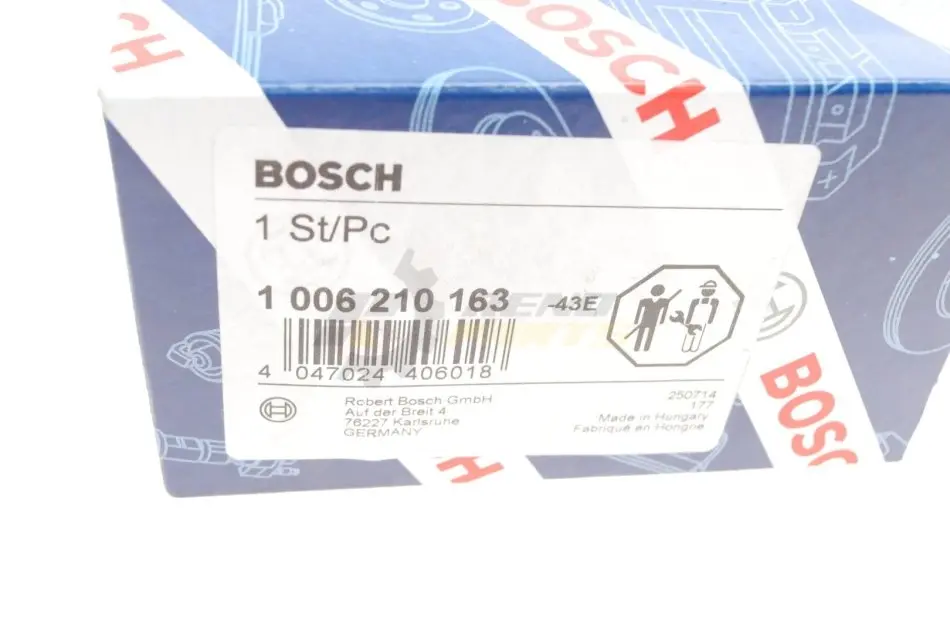 BOSCH
BOSCH
1 St/Pc
1 006 210 163 -43E
4 047024 406018
Robert Bosch GmbH
Auf der Breit 4
76227 Karlsruhe
GERMANY
250714
177
Made in Hungary
Fabriqué en Hongrie
BOSC
H
H